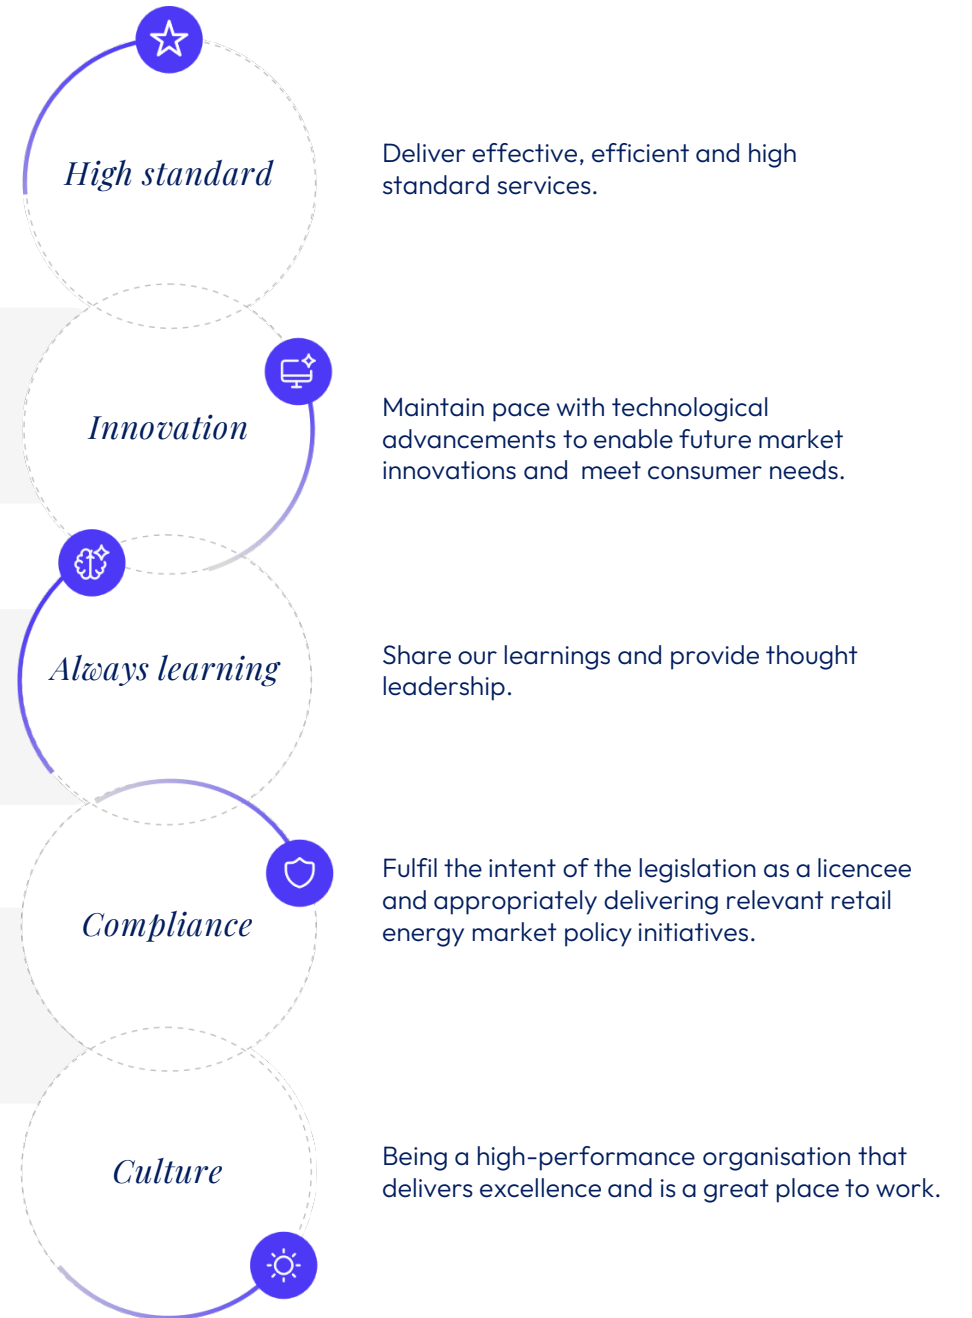 High standard
Deliver effective, efficient and high
standard services.
Innovation
Maintain pace with technological
advancements to enable future market
innovations and  meet consumer needs.
Always learning
Share our learnings and provide thought
leadership.
Compliance
Fulfil the intent of the legislation as a licencee
and appropriately delivering relevant retail
energy market policy initiatives.
Culture
Being a high-performance organisation that
delivers excellence and is a great place to work.